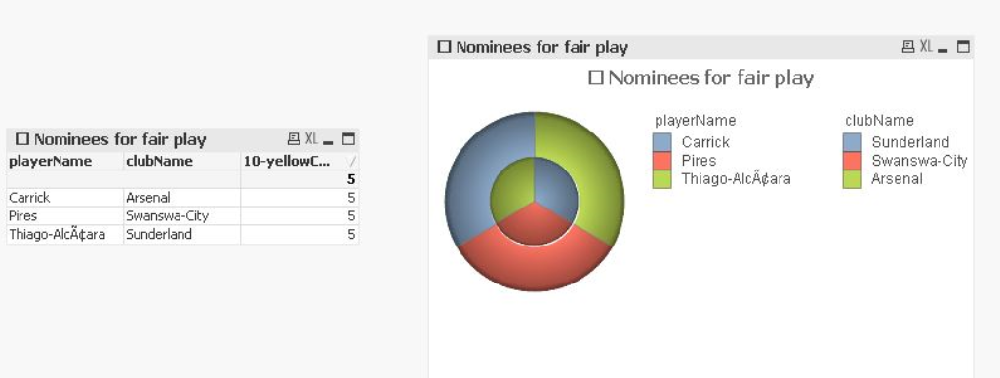 Nominees for fair play XL
playerName clubName 10-yellowC...
5
Carrick Arsenal 5
Pires Swanswa-City 5
Thiago-AlcÃ¢ara Sunderland 5
Nominees for fair play XL
Nominees for fair play
playerName clubName
Carrick Sunderland
Pires Swanswa-City
Thiago-AlcÃ¢ara Arsenal